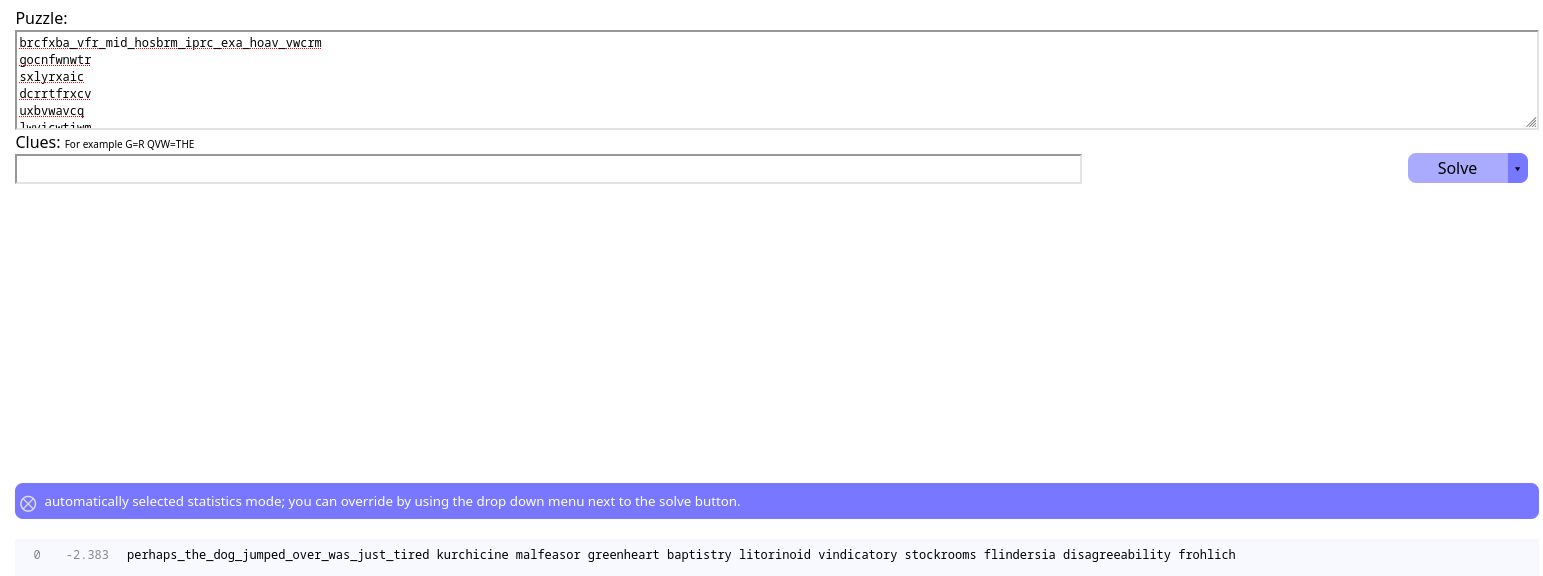 Puzzle:
brcfxba_vfr_mid_hosbrm_iprc_exa_hoav_vwcrm
gocnfwnwtr
sxlyrxaic
dcrrtfrxcv
uxbvwavcq
Clues: For example G=R QVW=THE
Solve
automatically selected statistics mode; you can override by using the drop down menu next to the solve button.
0 -2.383 perhaps_the_dog_jumped_over_was_just_tired kurchicine malfeasor greenheart baptistry litorinoid vindicatory stockrooms flindersia disagreeability frohlich